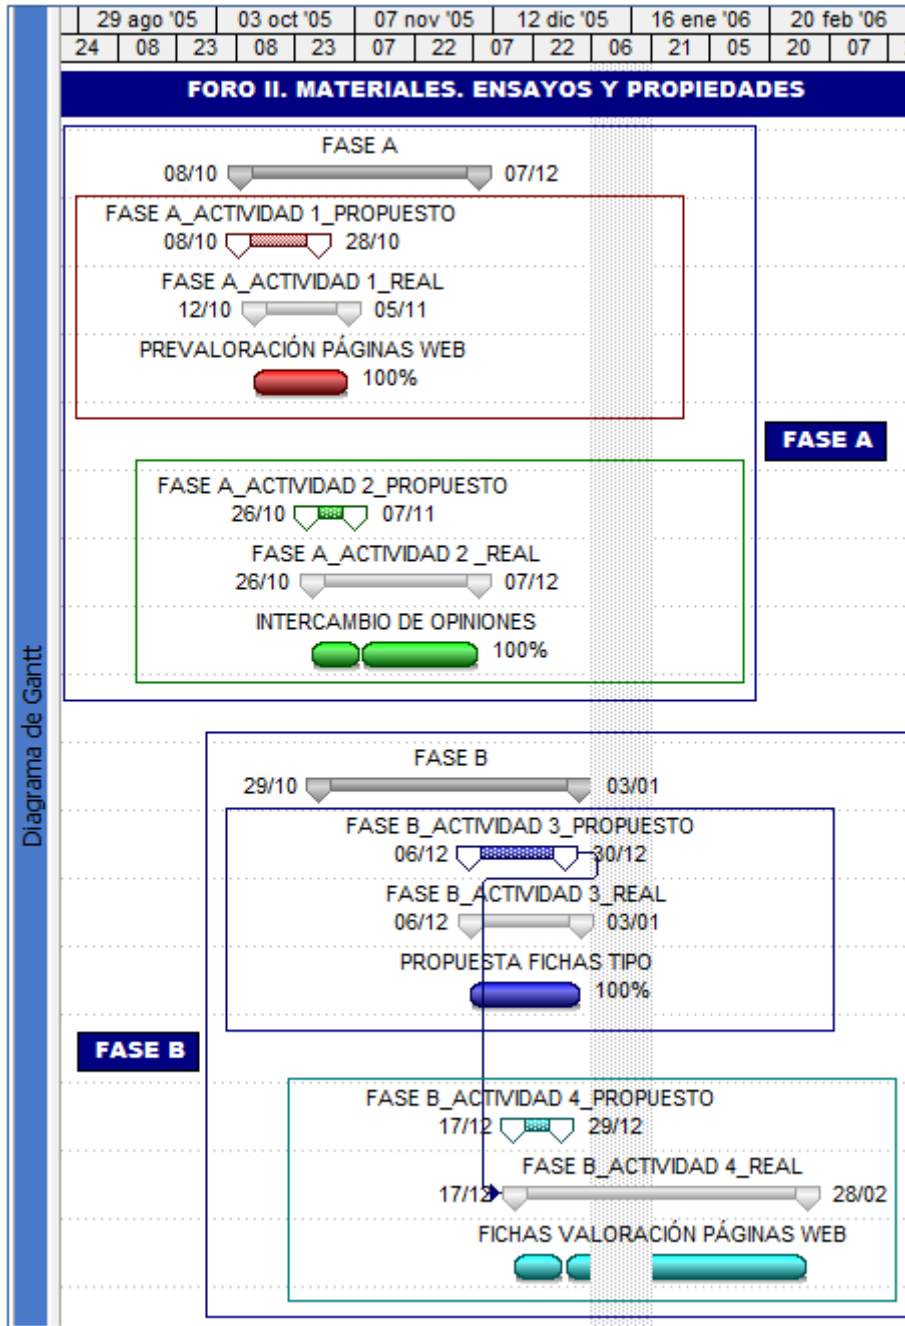 29 ago '05 03 oct '05 07 nov '05 12 dic '05 16 ene '06 20 feb '06
24 08 23 08 23 07 22 07 22 06 21 05 20 07
FORO II. MATERIALES. ENSAYOS Y PROPIEDADES
FASE A
08/10 07/12
FASE A_ACTIVIDAD 1_PROPUESTO
08/10 28/10
FASE A_ACTIVIDAD 1_REAL
12/10 05/11
PREVALORACIÓN PÁGINAS WEB
100%
FASE A
FASE A_ACTIVIDAD 2_PROPUESTO
26/10 07/11
FASE A_ACTIVIDAD 2 _REAL
26/10 07/12
INTERCAMBIO DE OPINIONES
100%
Diagrama de Gantt
FASE B
29/10 03/01
FASE B_ACTIVIDAD 3_PROPUESTO
06/12 30/12
FASE B_ACTIVIDAD 3_REAL
06/12 03/01
PROPUESTA FICHAS TIPO
100%
FASE B
FASE B_ACTIVIDAD 4_PROPUESTO
17/12 29/12
FASE B_ACTIVIDAD 4_REAL
17/12 28/02
FICHAS VALORACIÓN PÁGINAS WEB